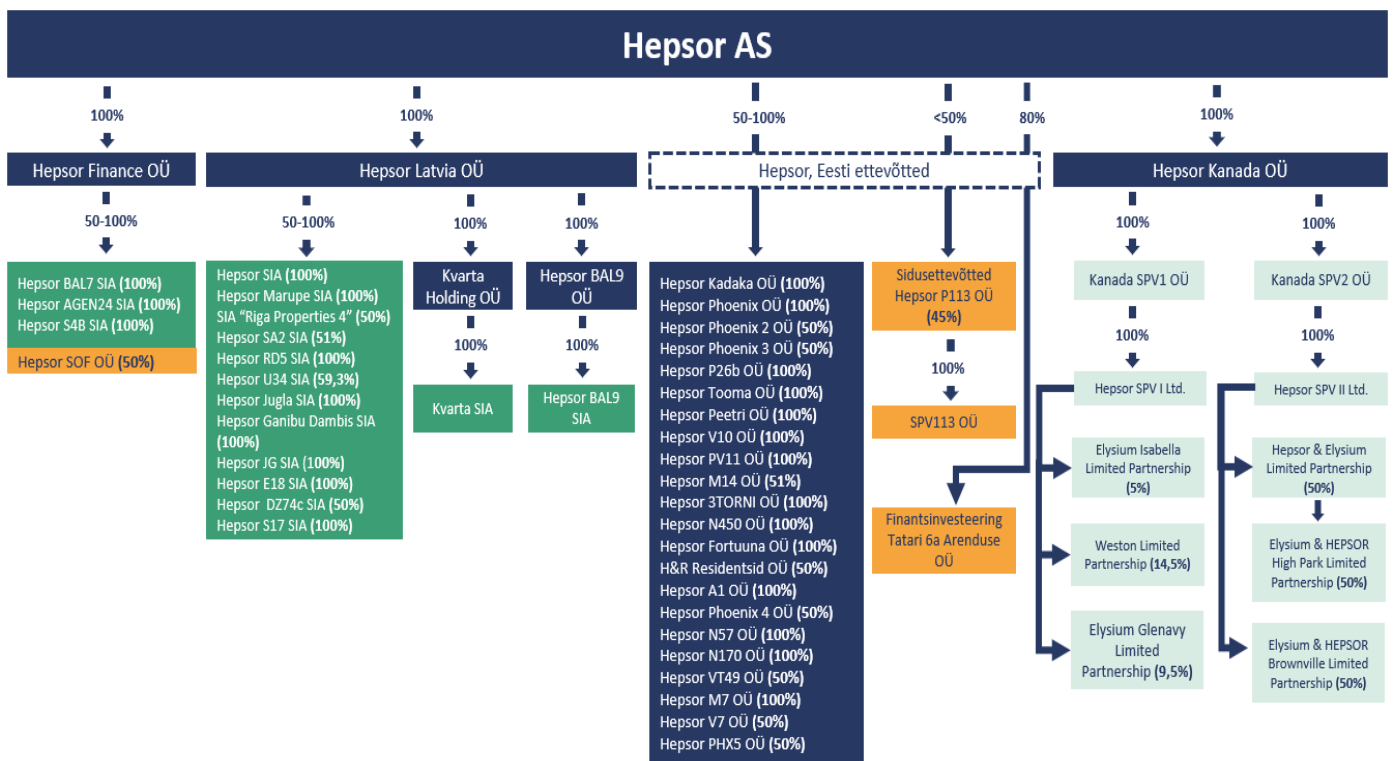 Hepsor AS
100%
100%
50-100%
<50%
80%
100%
Hepsor Finance OÜ
Hepsor Latvia OÜ
Hepsor, Eesti ettevõtted
Hepsor Kanada OÜ
50-100%
50-100%
100%
100%
100%
100%
Hepsor BAL7 SIA (100%)
Hepsor AGEN24 SIA (100%)
Hepsor S4B SIA (100%)
Hepsor SOF OÜ (50%)
Hepsor SIA (100%)
Hepsor Marupe SIA (100%)
SIA “Riga Properties 4” (50%)
Hepsor SA2 SIA (51%)
Hepsor RD5 SIA (100%)
Hepsor U34 SIA (59,3%)
Hepsor Jugla SIA (100%)
Hepsor Ganibu Dambis SIA
(100%)
Hepsor JG SIA (100%)
Hepsor E18 SIA (100%)
Hepsor DZ74c SIA (50%)
Hepsor S17 SIA (100%)
Kvarta
Holding OÜ
100%
Kvarta SIA
Hepsor BAL9
OÜ
100%
Hepsor BAL9
SIA
Hepsor Kadaka OÜ (100%)
Hepsor Phoenix OÜ (100%)
Hepsor Phoenix 2 OÜ (50%)
Hepsor Phoenix 3 OÜ (50%)
Hepsor P26b OÜ (100%)
Hepsor Tooma OÜ (100%)
Hepsor Peetri OÜ (100%)
Hepsor V10 OÜ (100%)
Hepsor PV11 OÜ (100%)
Hepsor M14 OÜ (51%)
Hepsor 3TORNI OÜ (100%)
Hepsor N450 OÜ (100%)
Hepsor Fortuuna OÜ (100%)
H&R Residentsid OÜ (50%)
Hepsor A1 OÜ (100%)
Hepsor Phoenix 4 OÜ (50%)
Hepsor N57 OÜ (100%)
Hepsor N170 OÜ (100%)
Hepsor VT49 OÜ (50%)
Hepsor M7 OÜ (100%)
Hepsor V7 OÜ (50%)
Hepsor PHX5 OÜ (50%)
Sidusettevõtted
Hepsor P113 OÜ
(45%)
100%
SPV113 OÜ
Finantsinvesteering
Tatari 6a Arenduse
OÜ
Kanada SPV1 OÜ
100%
Hepsor SPV I Ltd.
Elysium Isabella
Limited Partnership
(5%)
Weston Limited
Partnership (14,5%)
Elysium Glenavy
Limited
Partnership (9,5%)
Kanada SPV2 OÜ
100%
Hepsor SPV II Ltd.
Hepsor & Elysium
Limited Partnership
(50%)
Elysium & HEPSOR
High Park Limited
Partnership (50%)
Elysium & HEPSOR
Brownville Limited
Partnership (50%)